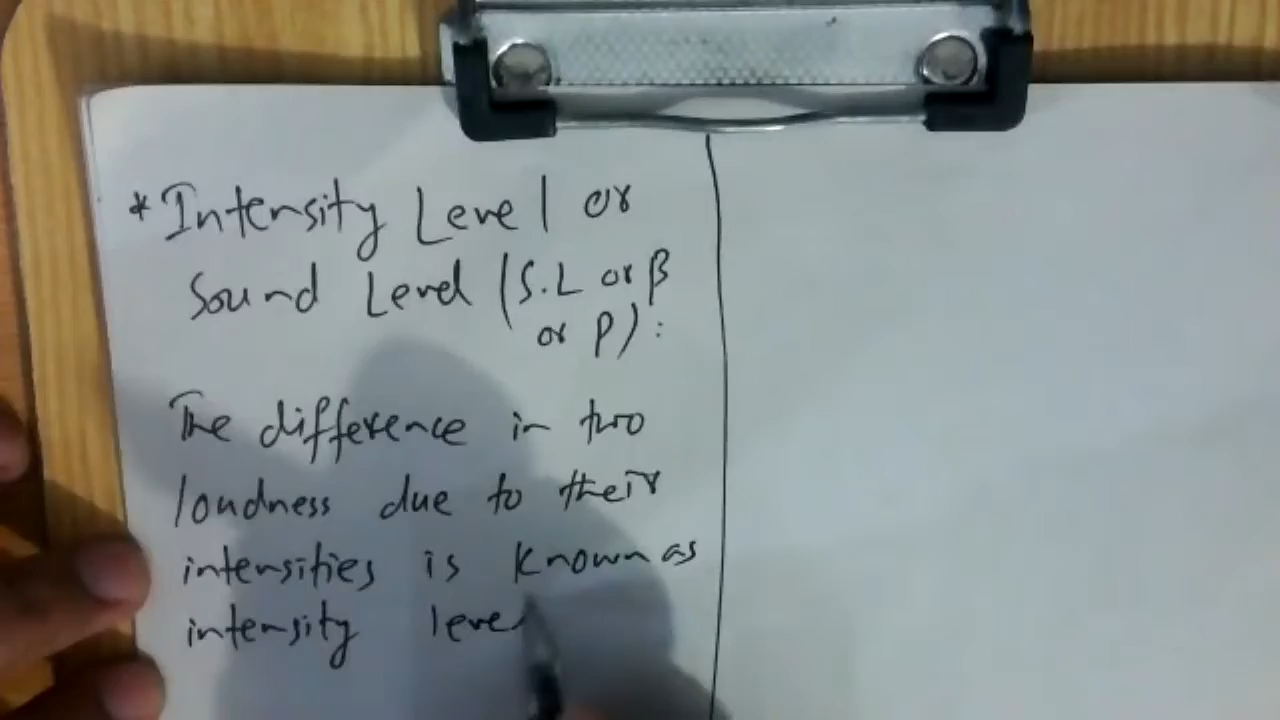 * Intensity Level or
Sound Level (S.L or β
or P):
The difference in two
loudness due to their
intensities is known as
intensity leve